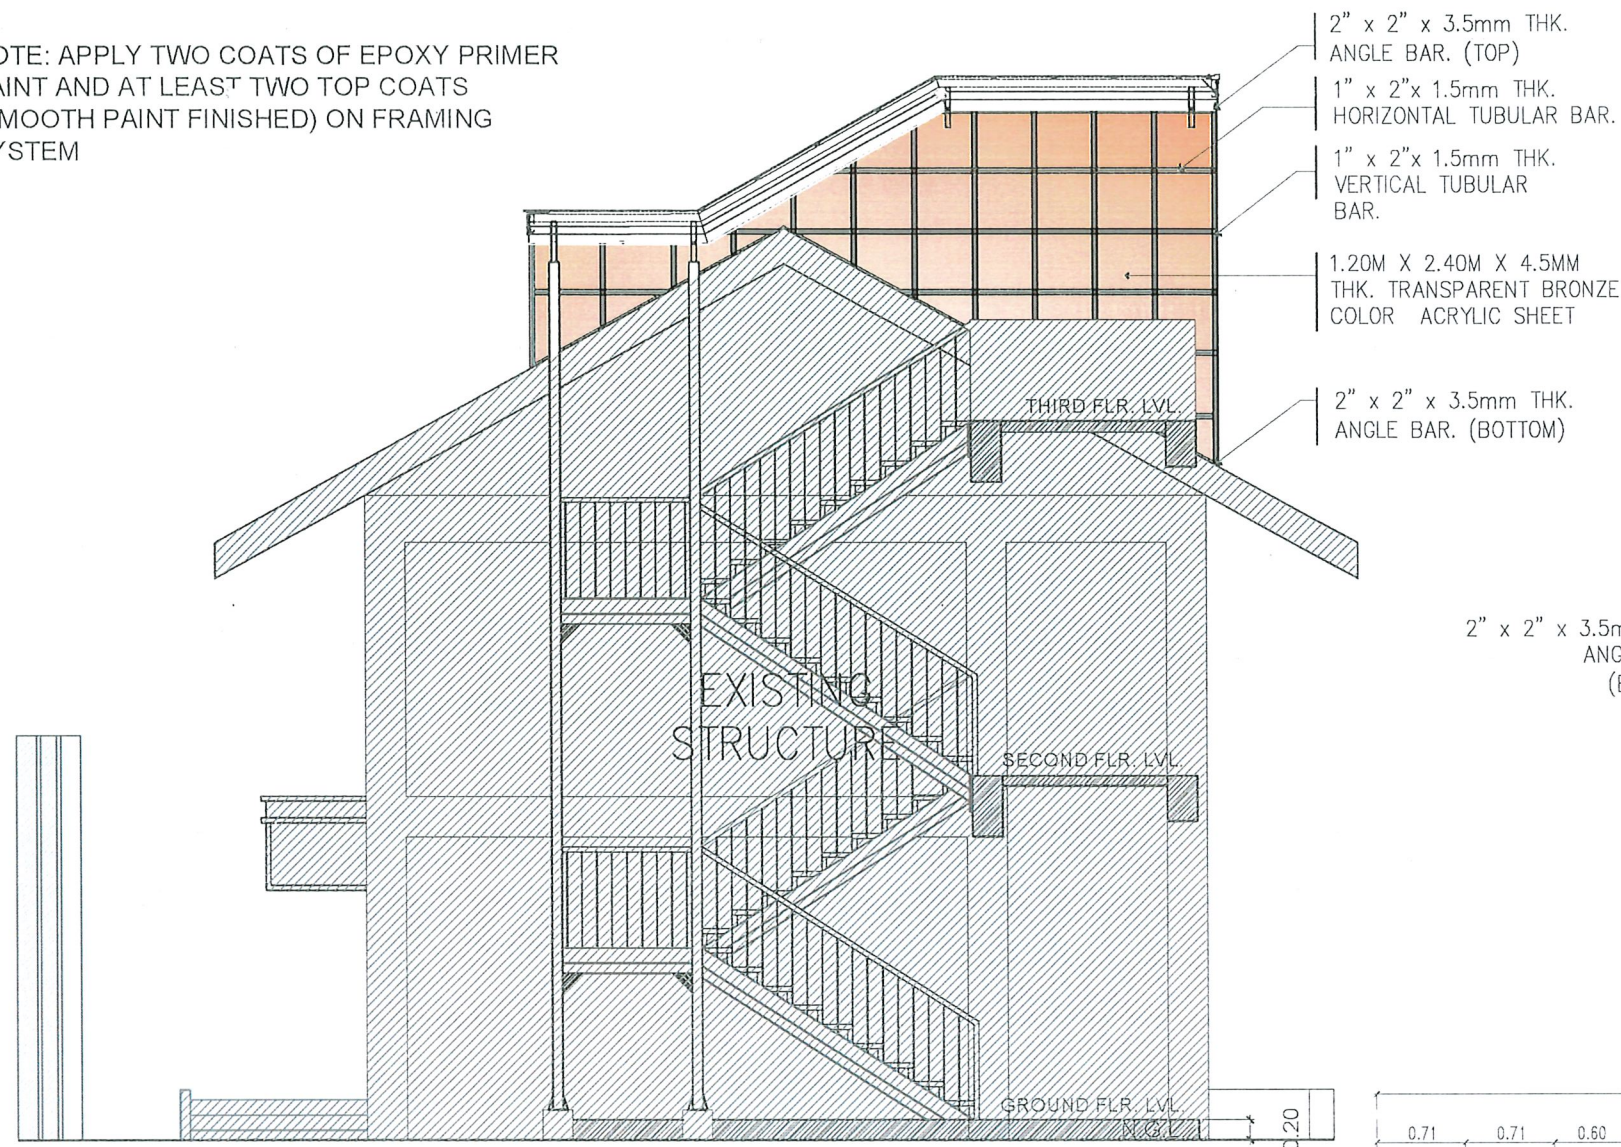 OTE: APPLY TWO COATS OF EPOXY PRIMER
AINT AND AT LEAST TWO TOP COATS
MOOTH PAINT FINISHED) ON FRAMING
YSTEM
2" x 2" x 3.5mm THK.
ANGLE BAR. (TOP)
1" x 2"x 1.5mm THK.
HORIZONTAL TUBULAR BAR.
1" x 2"x 1.5mm THK.
VERTICAL TUBULAR
BAR.
1.20M X 2.40M X 4.5MM
THK. TRANSPARENT BRONZE
COLOR ACRYLIC SHEET
2" x 2" x 3.5mm THK.
ANGLE BAR. (BOTTOM)
THIRD FLR. LVL.
2" x 2" x 3.5m
ANG
(B
EXISTING
STRUCTURE
SECOND FLR. LVL.
GROUND FLR. LVL.
N.G.L.
0.20
0.71 0.71 0.60